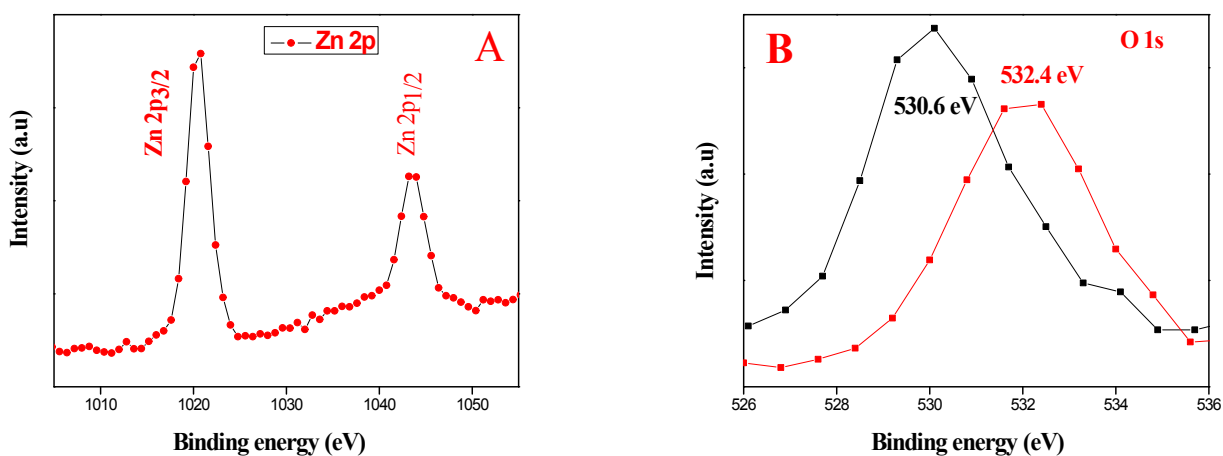 Zn 2p
A
Zn 2p3/2
Zn 2p1/2
Intensity (a.u)
1010 1020 1030 1040 1050
Binding energy (eV)
B
O 1s
532.4 eV
530.6 eV
Intensity (a.u)
526 528 530 532 534 536
Binding energy (eV)